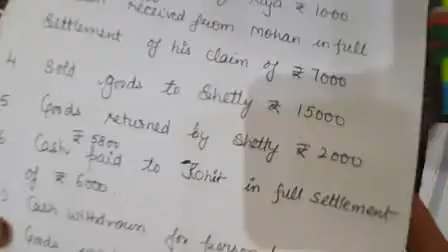 Raja ₹ 1000
received from Mohan in full
settlement of his claim of ₹ 7000
4 Sold goods to Shetty ₹ 15000
5 Goods returned by Shetty ₹ 2000
₹ 5800
Cash paid to Rohit in full settlement
of ₹ 6000
Cash withdrawn for